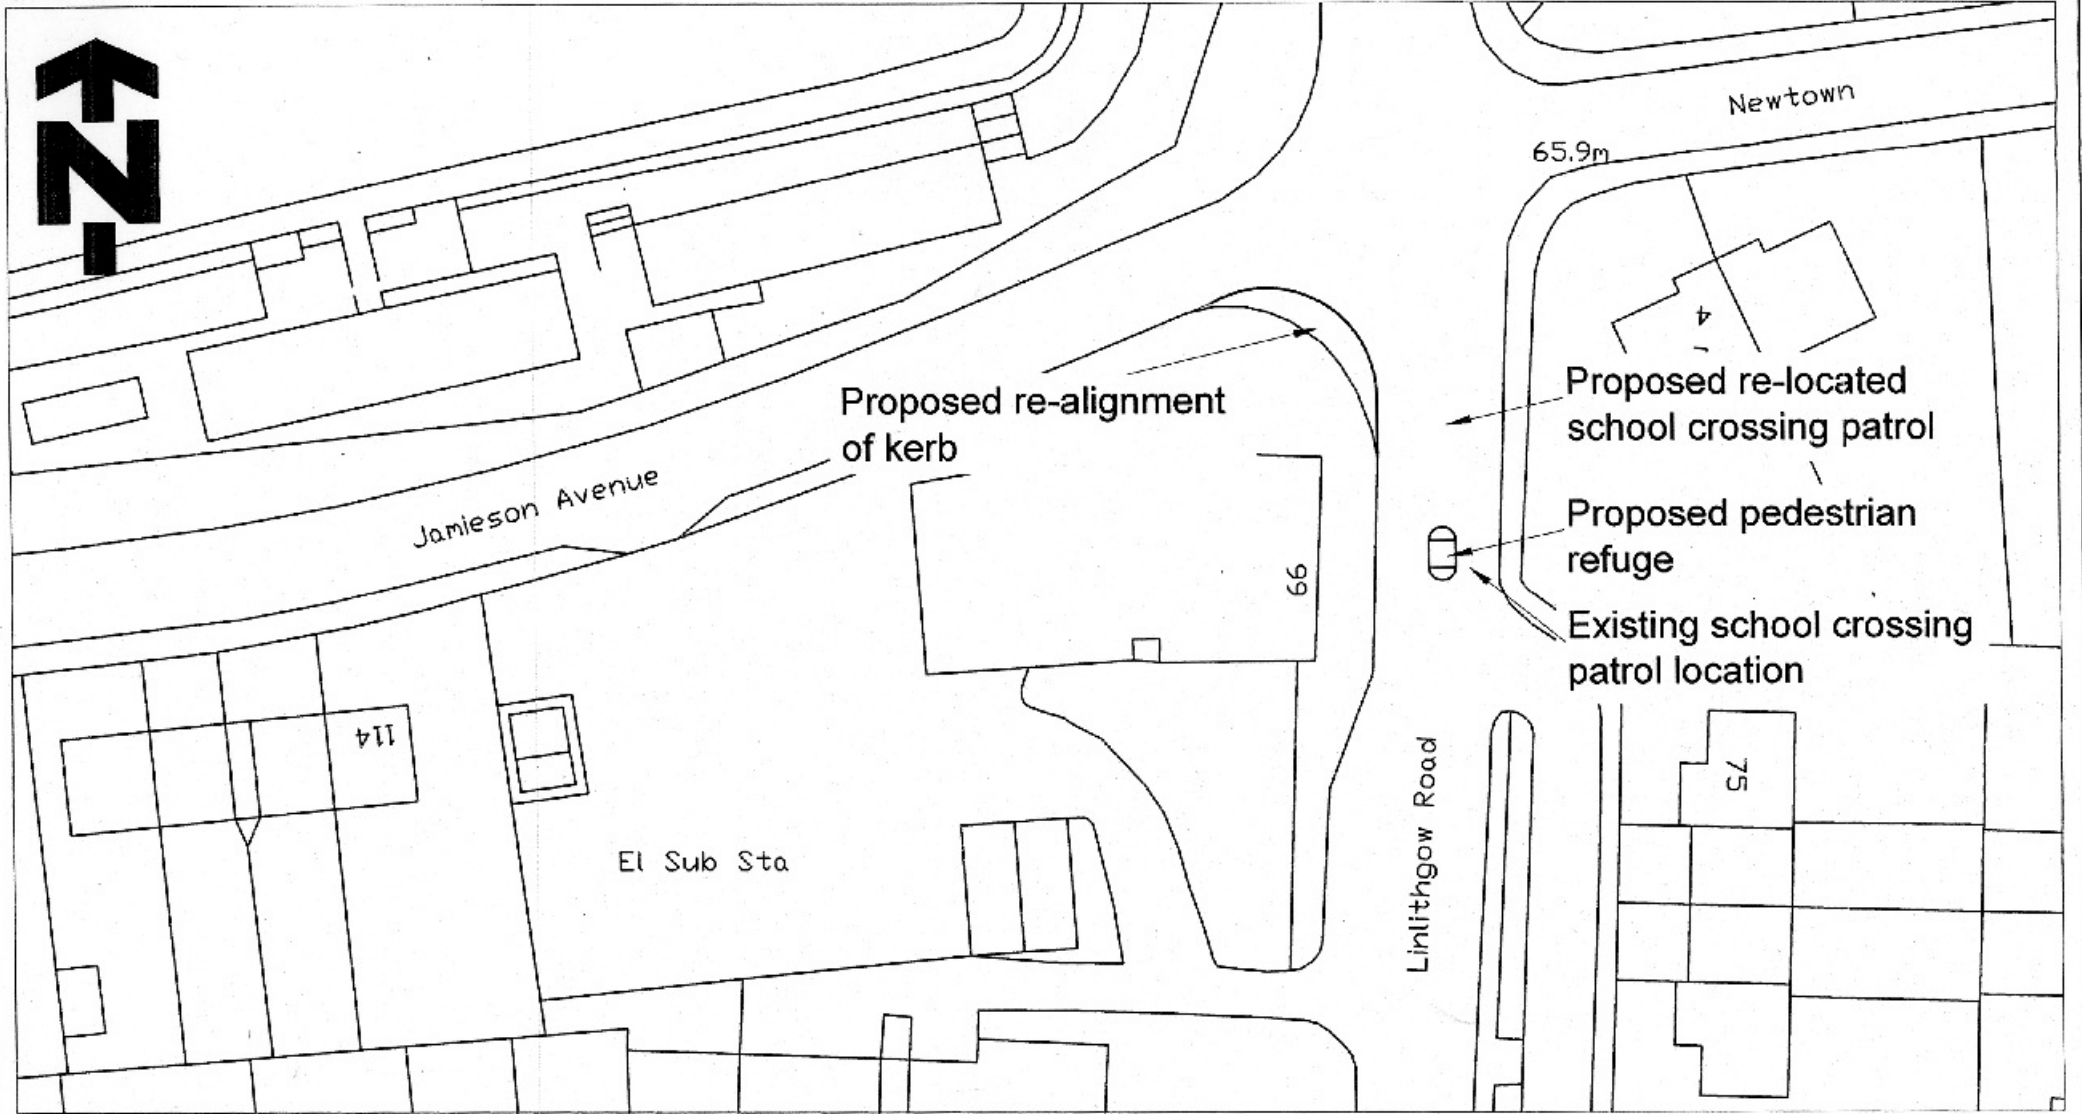 N
Newtown
65.9m
4
Proposed re-alignment
of kerb
Proposed re-located
school crossing patrol
Jamieson Avenue
Proposed pedestrian
refuge
66
Existing school crossing
patrol location
114
75
Linlithgow Road
El Sub Sta